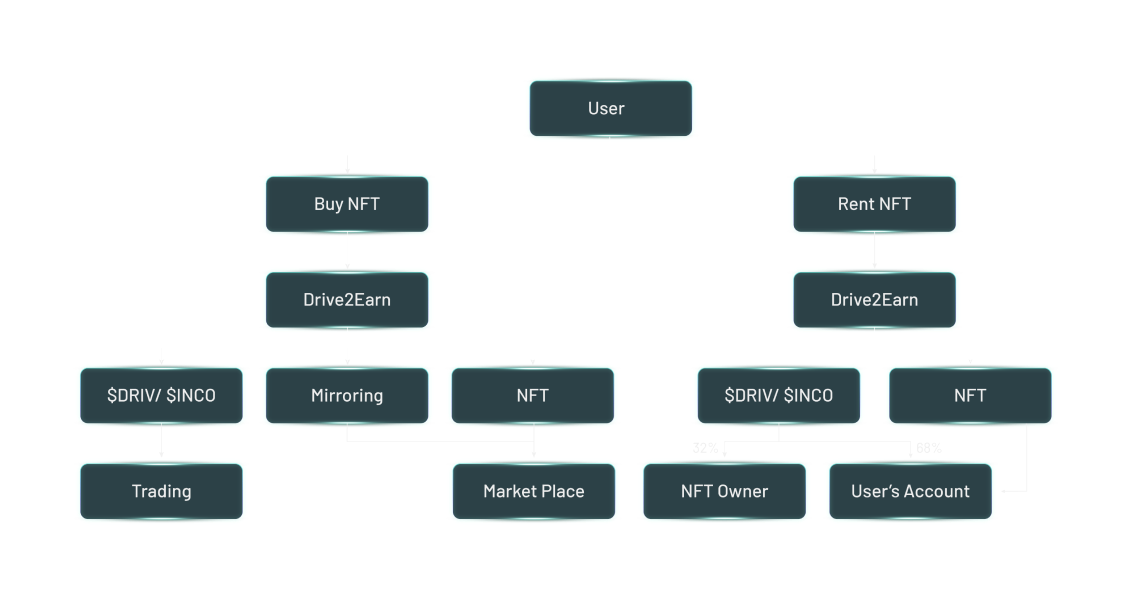 User
Buy NFT
Rent NFT
Drive2Earn
Drive2Earn
$DRIV/ $INCO
Mirroring
NFT
$DRIV/ $INCO
NFT
32%
68%
Trading
Market Place
NFT Owner
User’s Account